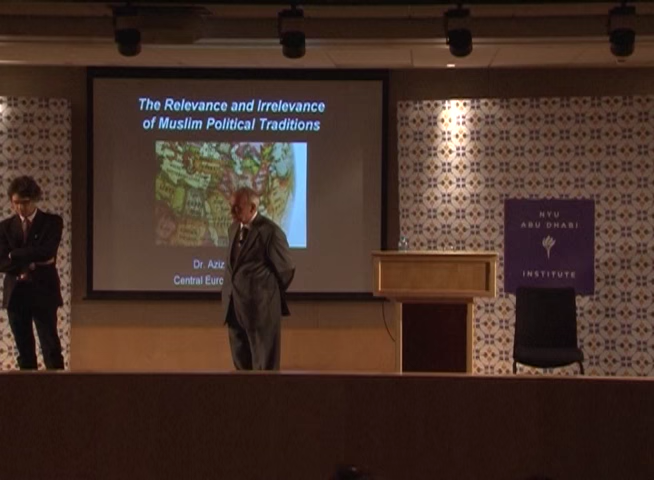 The Relevance and Irrelevance
of Muslim Political Traditions
Dr. Aziz
Central Euro
NYU
ABU DHABI
INSTITUTE